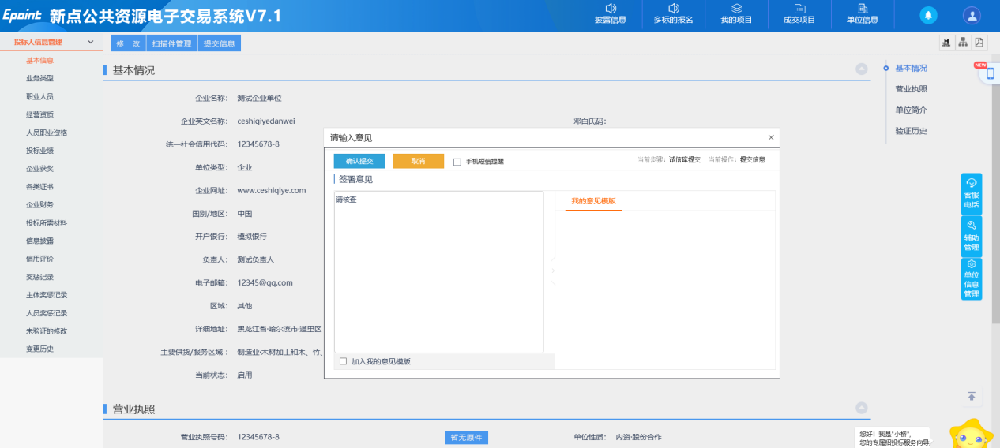 Epoint 新点公共资源电子交易系统V7.1
披露信息
多标的报名
我的项目
成交项目
单位信息
投标人信息管理
基本信息
业务类型
职业人员
经营资质
人员职业资格
投标业绩
企业获奖
各类证书
企业财务
投标所需材料
信息披露
信用评价
奖惩记录
主体奖惩记录
人员奖惩记录
未验证的修改
变更历史
修 改 扫描件管理 提交信息
基本情况
企业名称： 测试企业单位
企业英文名称： ceshiqiyedanwei 邓白氏码：
统一社会信用代码： 12345678-8
单位类型： 企业
企业网址： www.ceshiqiye.com
国别/地区： 中国
开户银行： 模拟银行
负责人： 测试负责人
电子邮箱： 12345@qq.com
区域： 其他
详细地址： 黑龙江省·哈尔滨市·道里区
主要供货/服务区域： 制造业·木材加工和木、竹、
当前状态： 启用
请输入意见
确认提交 取消 手机短信提醒 当前步骤：诚信库提交 当前操作：提交信息
签署意见
请核查
我的意见模版
加入我的意见模版
营业执照
营业执照号码： 12345678-8 暂无原件 单位性质： 内资·股份合作
基本情况
营业执照
单位简介
验证历史
NEW
客服
电话
辅助
管理
单位
信息
管理
您好！我是"小桥"，
您的专属招投标服务向导，